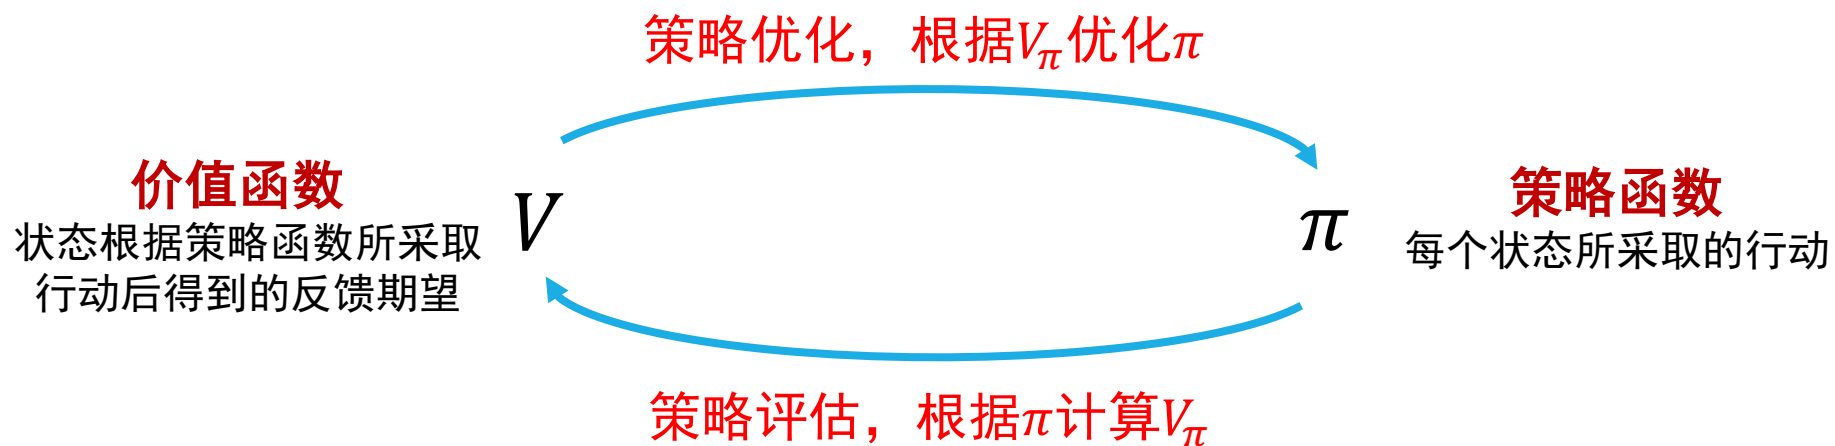 策略优化，根据V_π优化π
价值函数
状态根据策略函数所采取
行动后得到的反馈期望
V
π
策略函数
每个状态所采取的行动
策略评估，根据π计算V_π